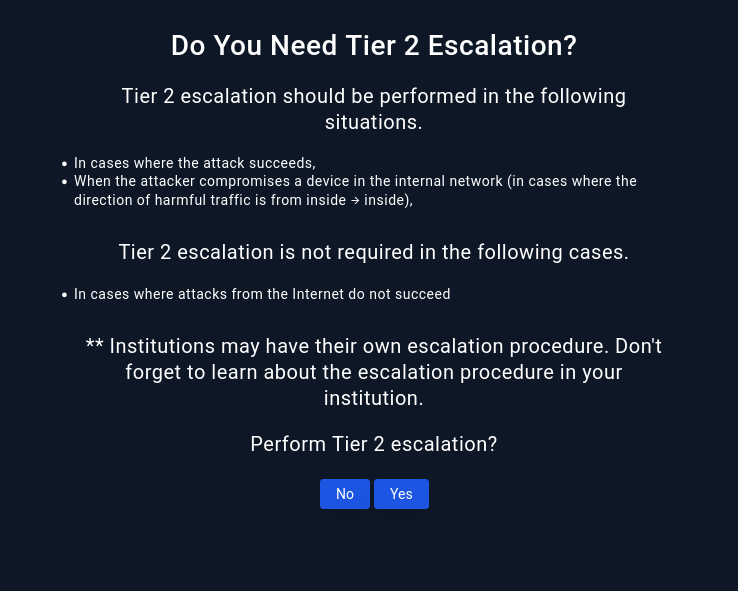 Do You Need Tier 2 Escalation?
Tier 2 escalation should be performed in the following
situations.
• In cases where the attack succeeds,
• When the attacker compromises a device in the internal network (in cases where the
direction of harmful traffic is from inside → inside),
Tier 2 escalation is not required in the following cases.
• In cases where attacks from the Internet do not succeed
** Institutions may have their own escalation procedure. Don't
forget to learn about the escalation procedure in your
institution.
Perform Tier 2 escalation?
No Yes